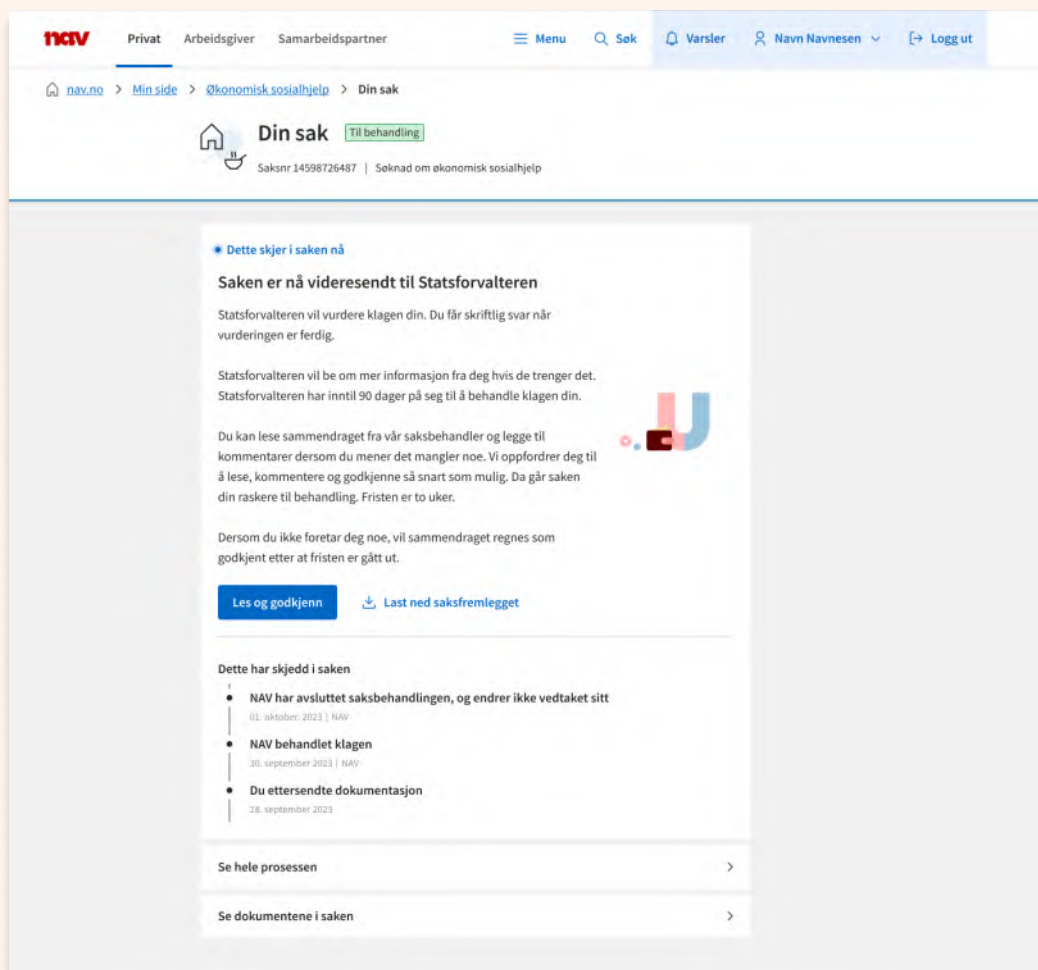 nav Privat Arbeidsgiver Samarbeidspartner Menu Søk Varsler Navn Navnesen Logg ut
nav.no > Min side > Økonomisk sosialhjelp > Din sak
Din sak Til behandling
Saksnr 14598726487 | Søknad om økonomisk sosialhjelp
Dette skjer i saken nå
Saken er nå videresendt til Statsforvalteren
Statsforvalteren vil vurdere klagen din. Du får skriftlig svar når
vurderingen er ferdig.
Statsforvalteren vil be om mer informasjon fra deg hvis de trenger det.
Statsforvalteren har inntil 90 dager på seg til å behandle klagen din.
Du kan lese sammendraget fra vår saksbehandler og legge til
kommentarer dersom du mener det mangler noe. Vi oppfordrer deg til
å lese, kommentere og godkjenne så snart som mulig. Da går saken
din raskere til behandling. Fristen er to uker.
Dersom du ikke foretar deg noe, vil sammendraget regnes som
godkjent etter at fristen er gått ut.
Les og godkjenn Last ned saksfremlegget
Dette har skjedd i saken
NAV har avsluttet saksbehandlingen, og endrer ikke vedtaket sitt
01. oktober. 2023 | NAV
NAV behandlet klagen
30. september 2023 | NAV
Du ettersendte dokumentasjon
28. september 2023
Se hele prosessen
Se dokumentene i saken